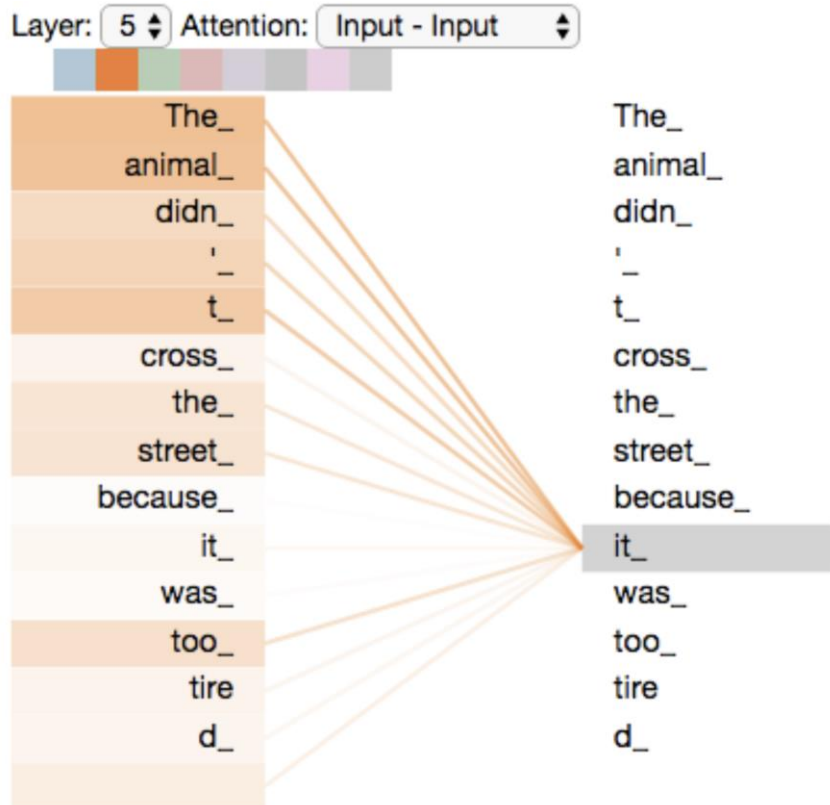 Layer: 5 Attention: Input - Input
The_ The_
animal_ animal_
didn_ didn_
'_ '_
t_ t_
cross_ cross_
the_ the_
street_ street_
because_ because_
it_ it_
was_ was_
too_ too_
tire tire
d_ d_